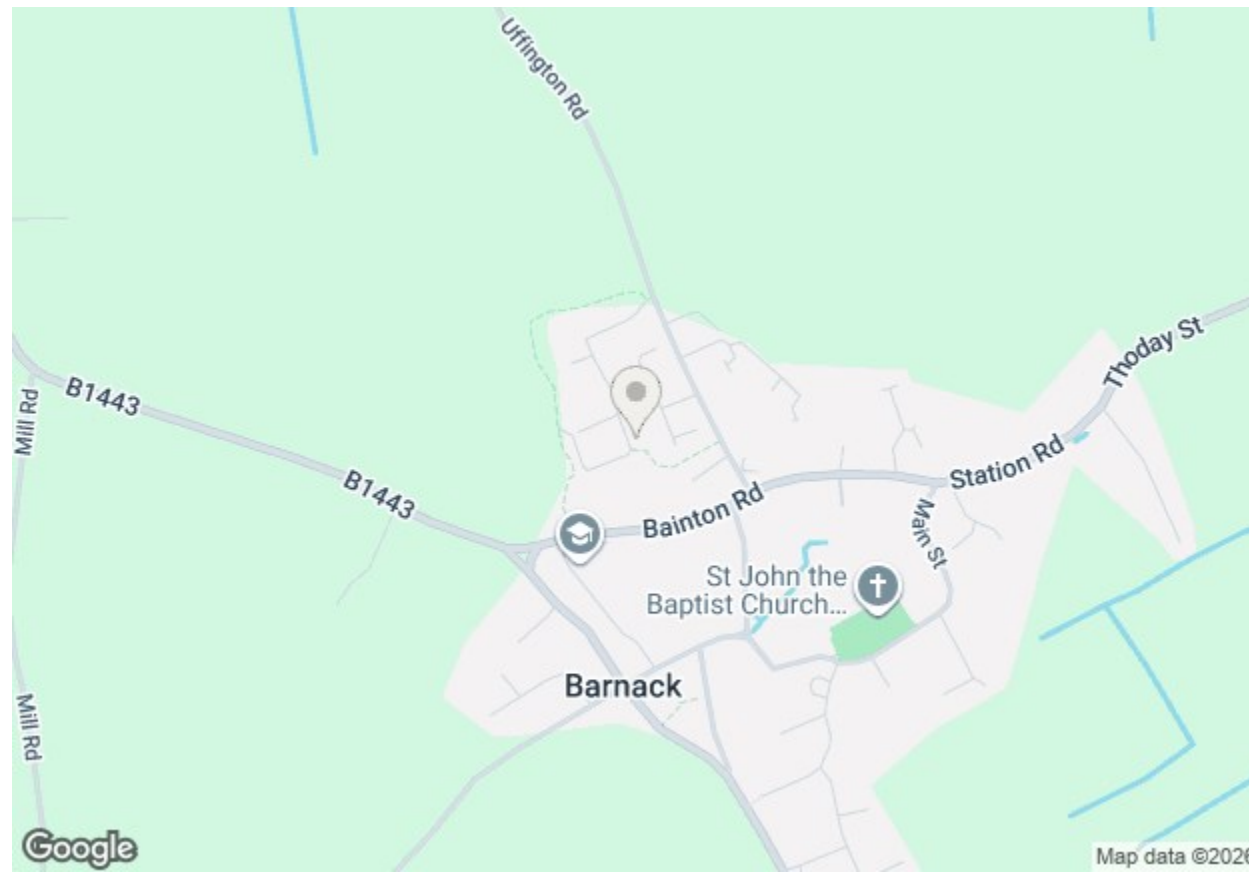 Uffington Rd
Thoday St
B1443
Mill Rd
B1443
Station Rd
Bainton Rd
Main St
St John the
Baptist Church...
Barnack
Mill Rd
Google
Map data ©2026